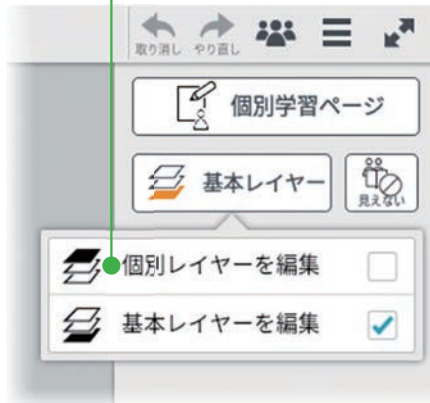 取り消し やり直し
個別学習ページ
基本レイヤー
見えない
個別レイヤーを編集
基本レイヤーを編集